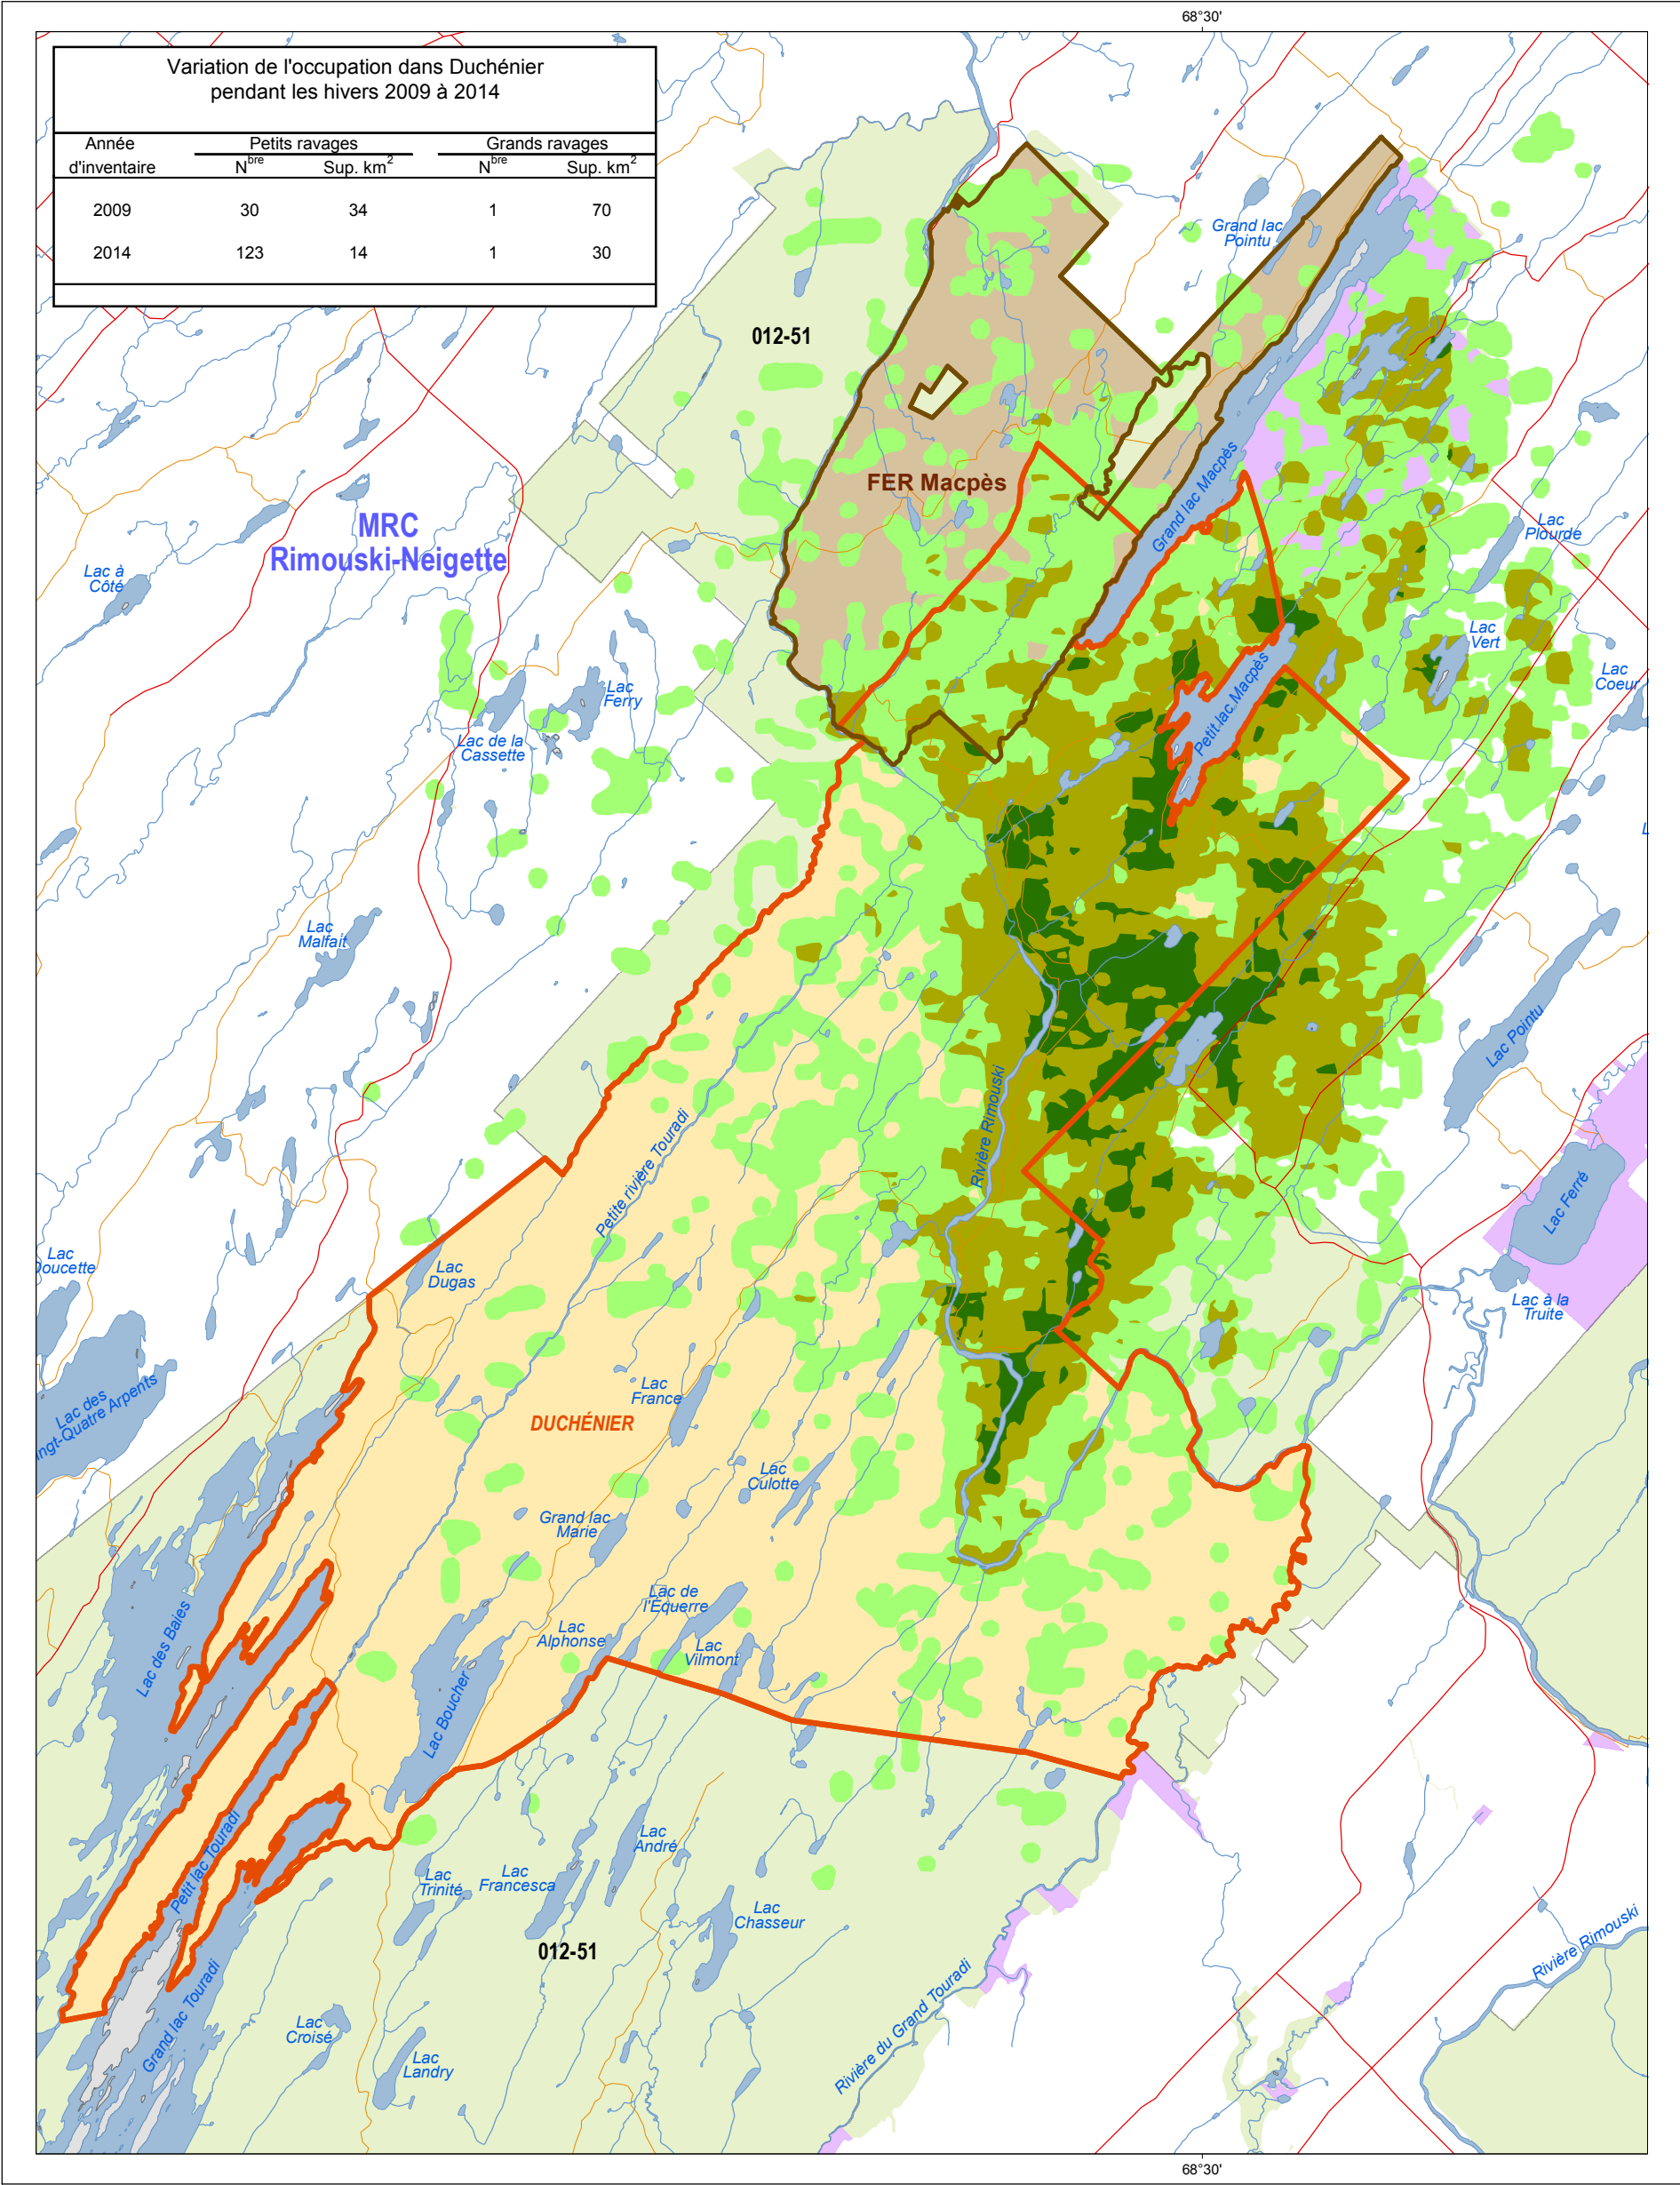 68°30'
Variation de l'occupation dans Duchénier
pendant les hivers 2009 à 2014
Année Petits ravages Grands ravages
d'inventaire Nbre Sup. km2 Nbre Sup. km2
2009 30 34 1 70
2014 123 14 1 30
Grand lac
Pointu
012-51
FER Macpès
Grand lac Macpès
MRC
Rimouski-Neigette
Lac
Plourde
Lac à
Côté
Lac
Vert
Lac
Coeur
Petit lac Macpès
Lac
Ferry
Lac de la
Cassette
L
Lac
Malfait
Lac Pointu
Rivière Rimouski
Petite rivière Touradi
Lac Ferré
Lac
Doucette
Lac
Dugas
Lac à la
Truite
Lac des
ingt-Quatre Arpents
Lac
France
DUCHÉNIER
Lac
Culotte
Grand lac
Marie
Lac de
l'Équerre
Lac des Baies
Lac
Alphonse
Lac
Vilmont
Lac Boucher
Petit lac Touradi
Lac
André
Lac
Trinité
Lac
Francesca
Lac
Chasseur
012-51
Rivière Rimouski
Grand lac Touradi
Rivière du Grand Touradi
Lac
Croisé
Lac
Landry
68°30'